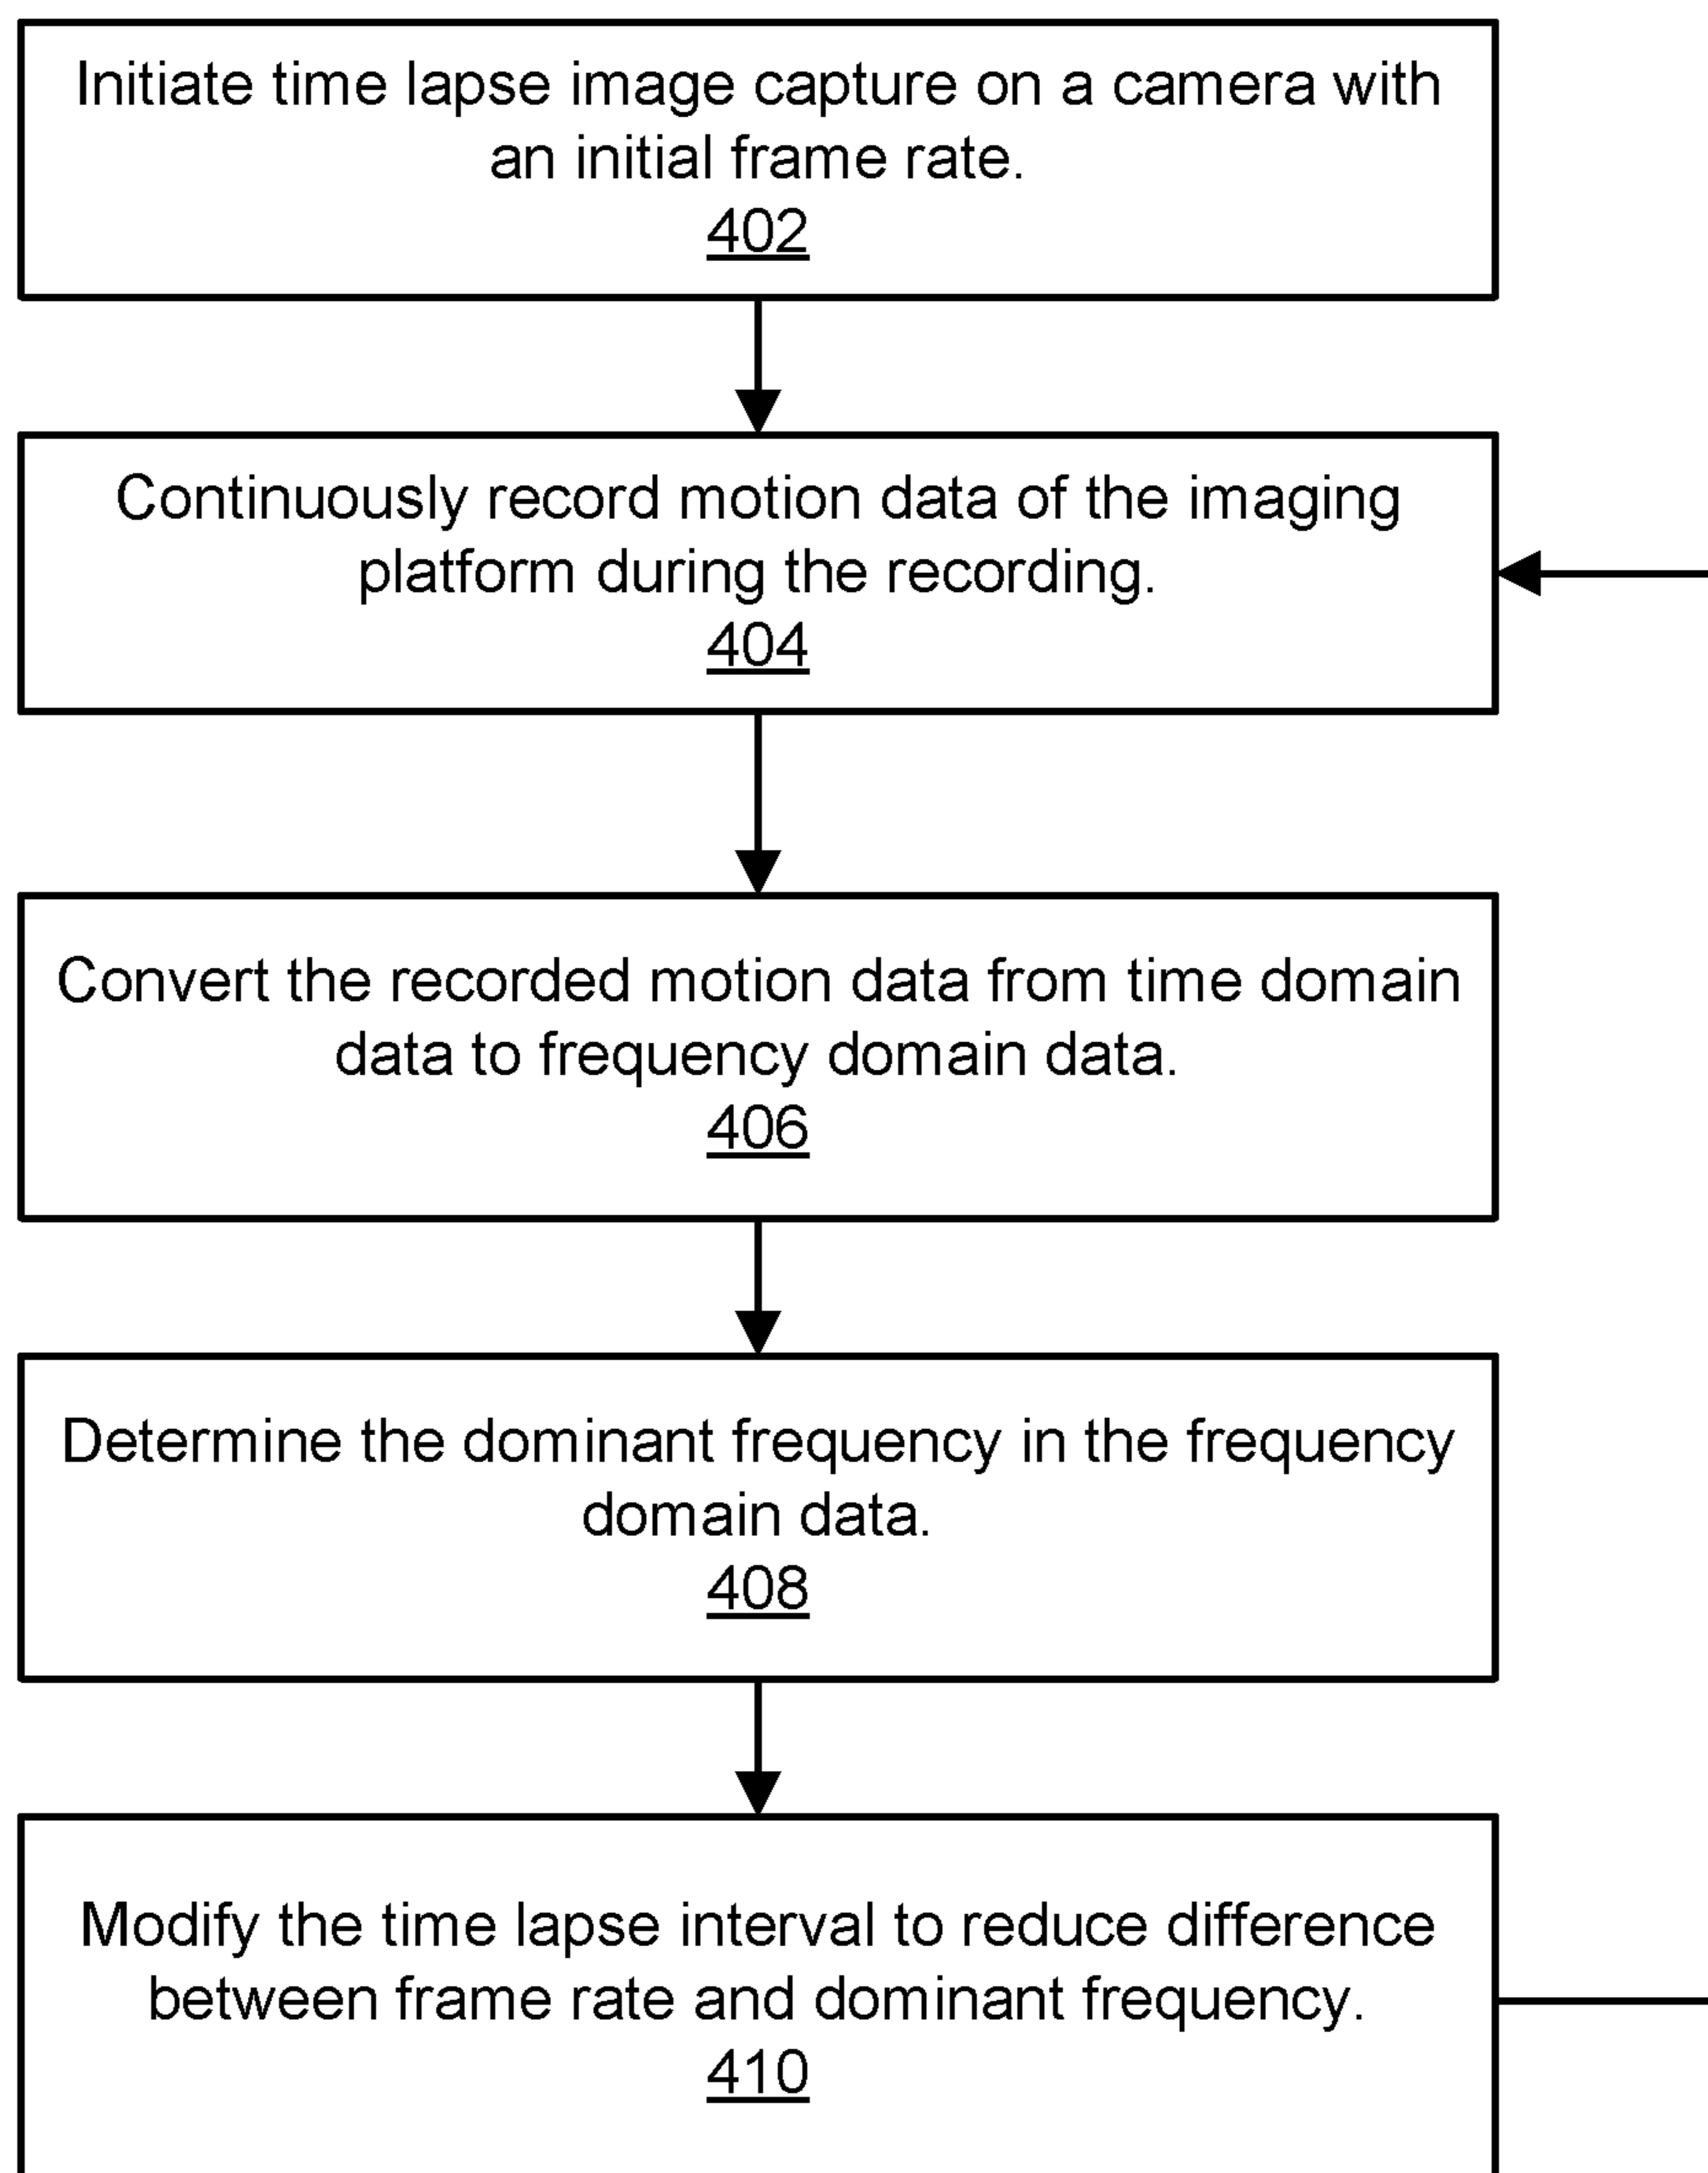 Initiate time lapse image capture on a camera with
an initial frame rate.
402
Continuously record motion data of the imaging
platform during the recording.
404
Convert the recorded motion data from time domain
data to frequency domain data.
406
Determine the dominant frequency in the frequency
domain data.
408
Modify the time lapse interval to reduce difference
between frame rate and dominant frequency.
410